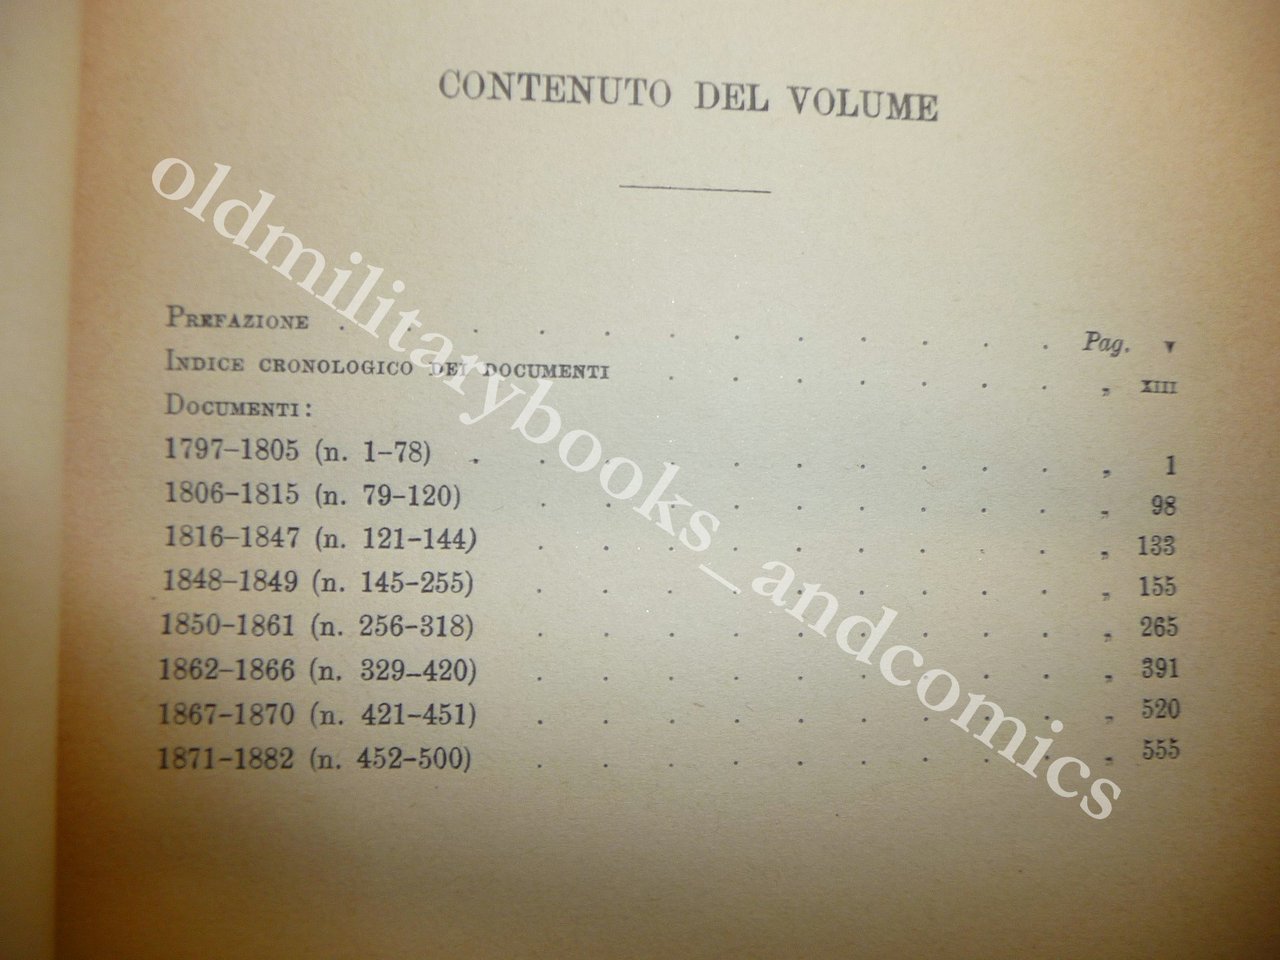 CONTENUTO DEL VOLUME
PREFAZIONE . . . . . . . . . . . . Pag. V
INDICE CRONOLOGICO DEI DOCUMENTI . . . . . . . „ XIII
DOCUMENTI:
1797–1805 (n. 1–78) . . . . . . . . . . „ 1
1806–1815 (n. 79–120) . . . . . . . . . „ 98
1816–1847 (n. 121–144) . . . . . . . . . „ 133
1848–1849 (n. 145–255) . . . . . . . . . „ 155
1850–1861 (n. 256–318) . . . . . . . . . „ 265
1862–1866 (n. 329–420) . . . . . . . . . „ 391
1867–1870 (n. 421–451) . . . . . . . . . „ 520
1871–1882 (n. 452–500) . . . . . . . . . „ 555
oldmilitarybooks_andcomics